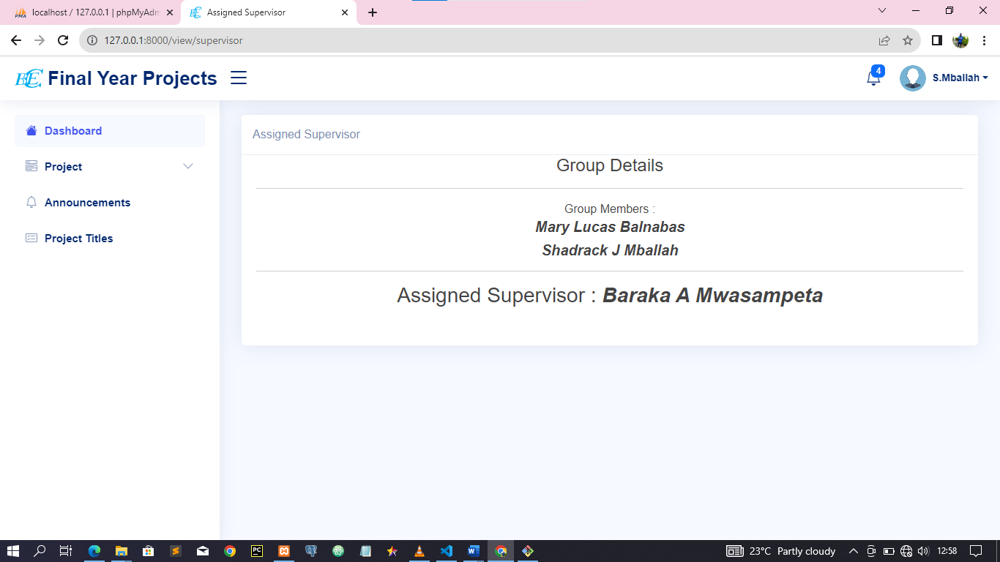 localhost / 127.0.0.1 | phpMyAdm
Assigned Supervisor
127.0.0.1:8000/view/supervisor
BEC Final Year Projects
4
S.Mballah
Dashboard
Project
Announcements
Project Titles
Assigned Supervisor
Group Details
Group Members :
Mary Lucas Balnabas
Shadrack J Mballah
Assigned Supervisor : Baraka A Mwasampeta
23°C Partly cloudy
12:58